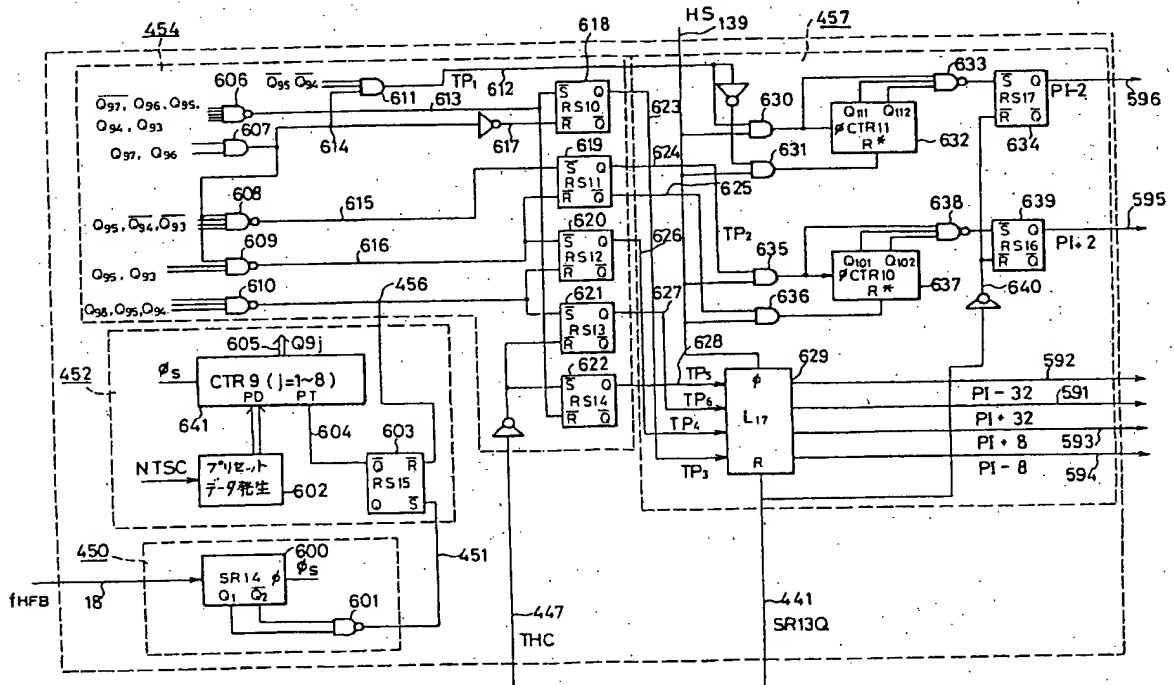 HS
139
454
618
457
633
Q̅95 Q̅94
TP1
612
S̅ Q
RS10
R̅ Q̅
S̅ Q
RS17
R̅ Q̅
PI-2
596
611
613
606
Q̅97, Q96, Q95,
Q94, Q93
630
Q111 Q112
φCTR11
R*
623
607
Q97, Q96
614
617
619
624
631
632
634
S̅ Q
RS11
R̅ Q̅
625
608
Q95, Q̅94, Q̅93
615
620
638
639
595
S̅ Q
RS12
R̅ Q̅
626
TP2
635
S̅ Q
RS16
R̅ Q̅
PI+2
609
Q95, Q93
616
Q101 Q102
φCTR10
R*
610
Q98, Q95, Q94
456
621
627
636
637
640
S̅ Q
RS13
R̅ Q̅
605
Q9j
628
452
622
629
φS
CTR9 (j=1~8)
PD PT
S̅ Q
RS14
R̅ Q̅
TP5
φ
592
PI-32
591
TP6
L17
641
604
603
TP4
PI+32
593
NTSC
プリセット
データ発生
602
Q̅ R̅
RS15
Q S̅
TP3
R
PI+8
594
PI-8
450
600
451
SR14 φ
φS
Q1 Q̅2
601
fHFB
18
447
THC
441
SR13Q